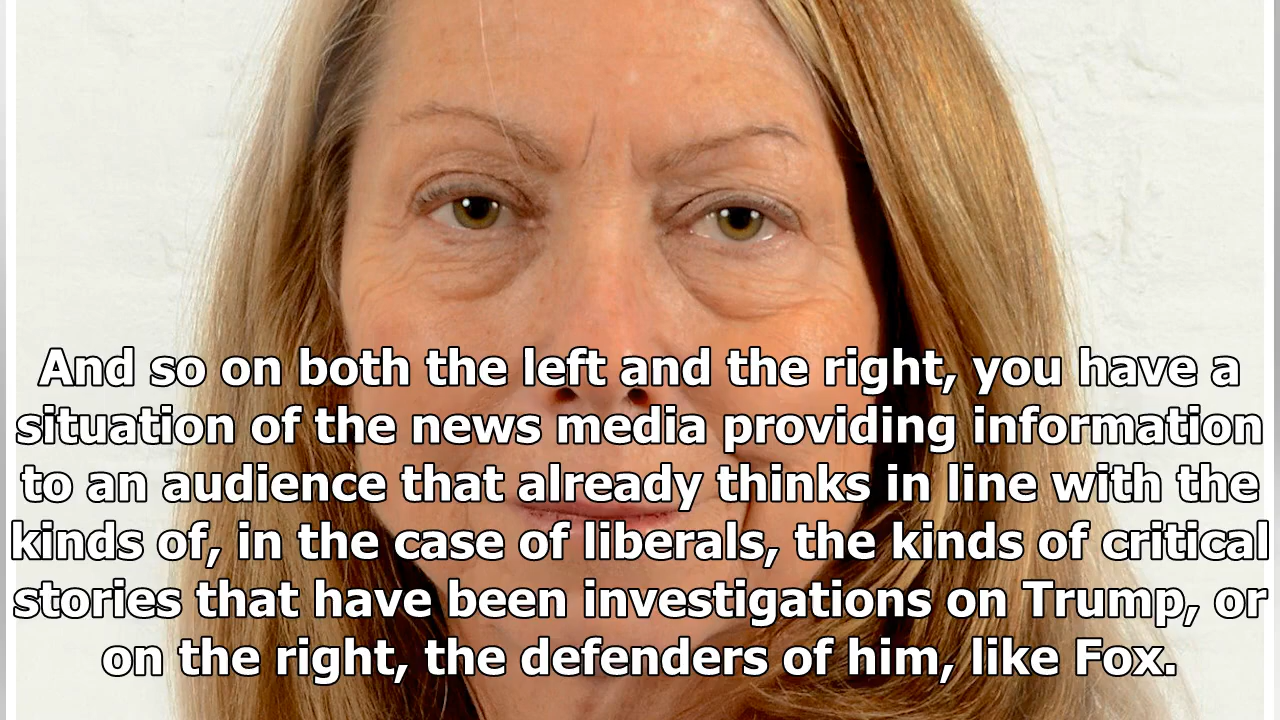 And so on both the left and the right, you have a
situation of the news media providing information
to an audience that already thinks in line with the
kinds of, in the case of liberals, the kinds of critical
stories that have been investigations on Trump, or
on the right, the defenders of him, like Fox.